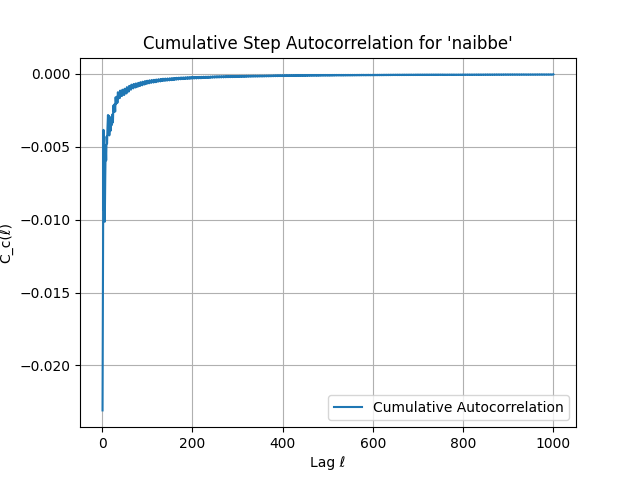 Cumulative Step Autocorrelation for 'naibbe'
0.000
−0.005
−0.010
−0.015
−0.020
C_c(ℓ)
0 200 400 600 800 1000
Lag ℓ
Cumulative Autocorrelation